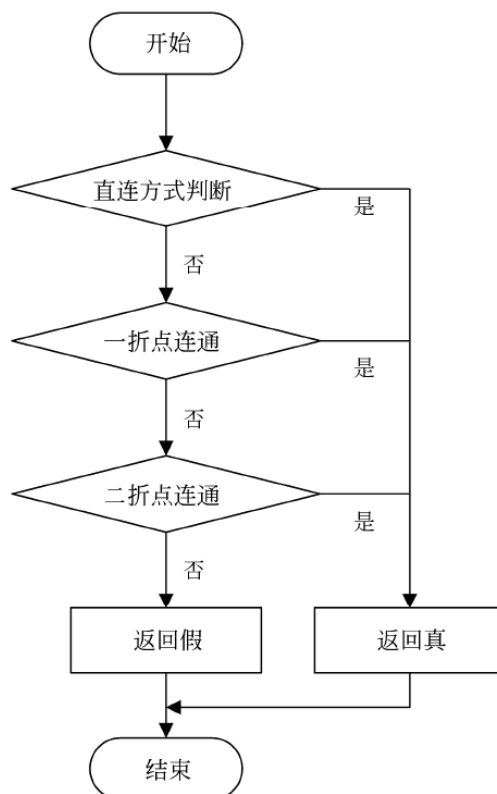 开始
直连方式判断
是
否
一折点连通
是
否
二折点连通
是
否
返回假
返回真
结束